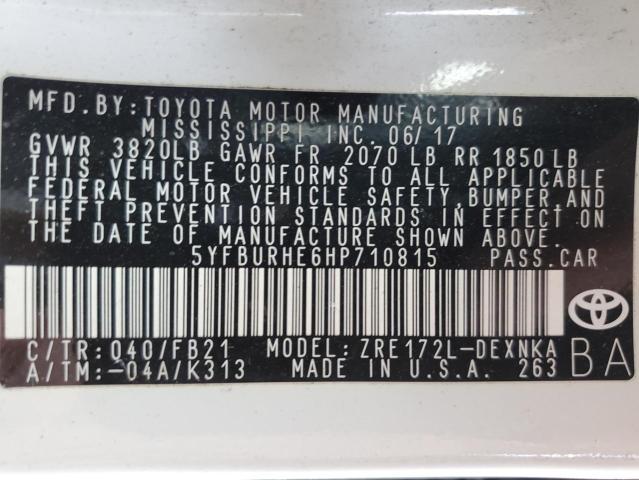 MFD.BY:TOYOTA MOTOR MANUFACTURING
MISSISSIPPI INC. 06/17
GVWR 3820LB GAWR FR 2070 LB RR 1850 LB
THIS VEHICLE CONFORMS TO ALL APPLICABLE
FEDERAL MOTOR VEHICLE SAFETY,BUMPER,AND
THEFT PREVENTION STANDARDS IN EFFECT ON
THE DATE OF MANUFACTURE SHOWN ABOVE.
5YFBURHE6HP710815 PASS.CAR
C/TR:040/FB21 MODEL:ZRE172L-DEXNKA
A/TM:-04A/K313 MADE IN U.S.A. 263
BA